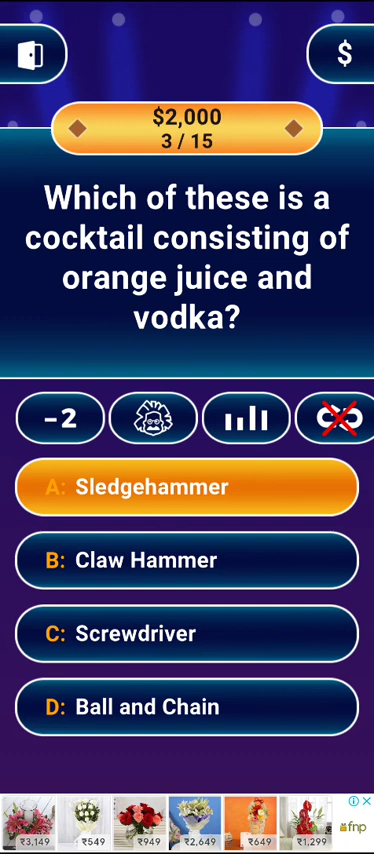 $
$2,000
3 / 15
Which of these is a
cocktail consisting of
orange juice and
vodka?
-2
A: Sledgehammer
B: Claw Hammer
C: Screwdriver
D: Ball and Chain
₹3,149 ₹549 ₹949 ₹2,649 ₹649 ₹1,299 fnp